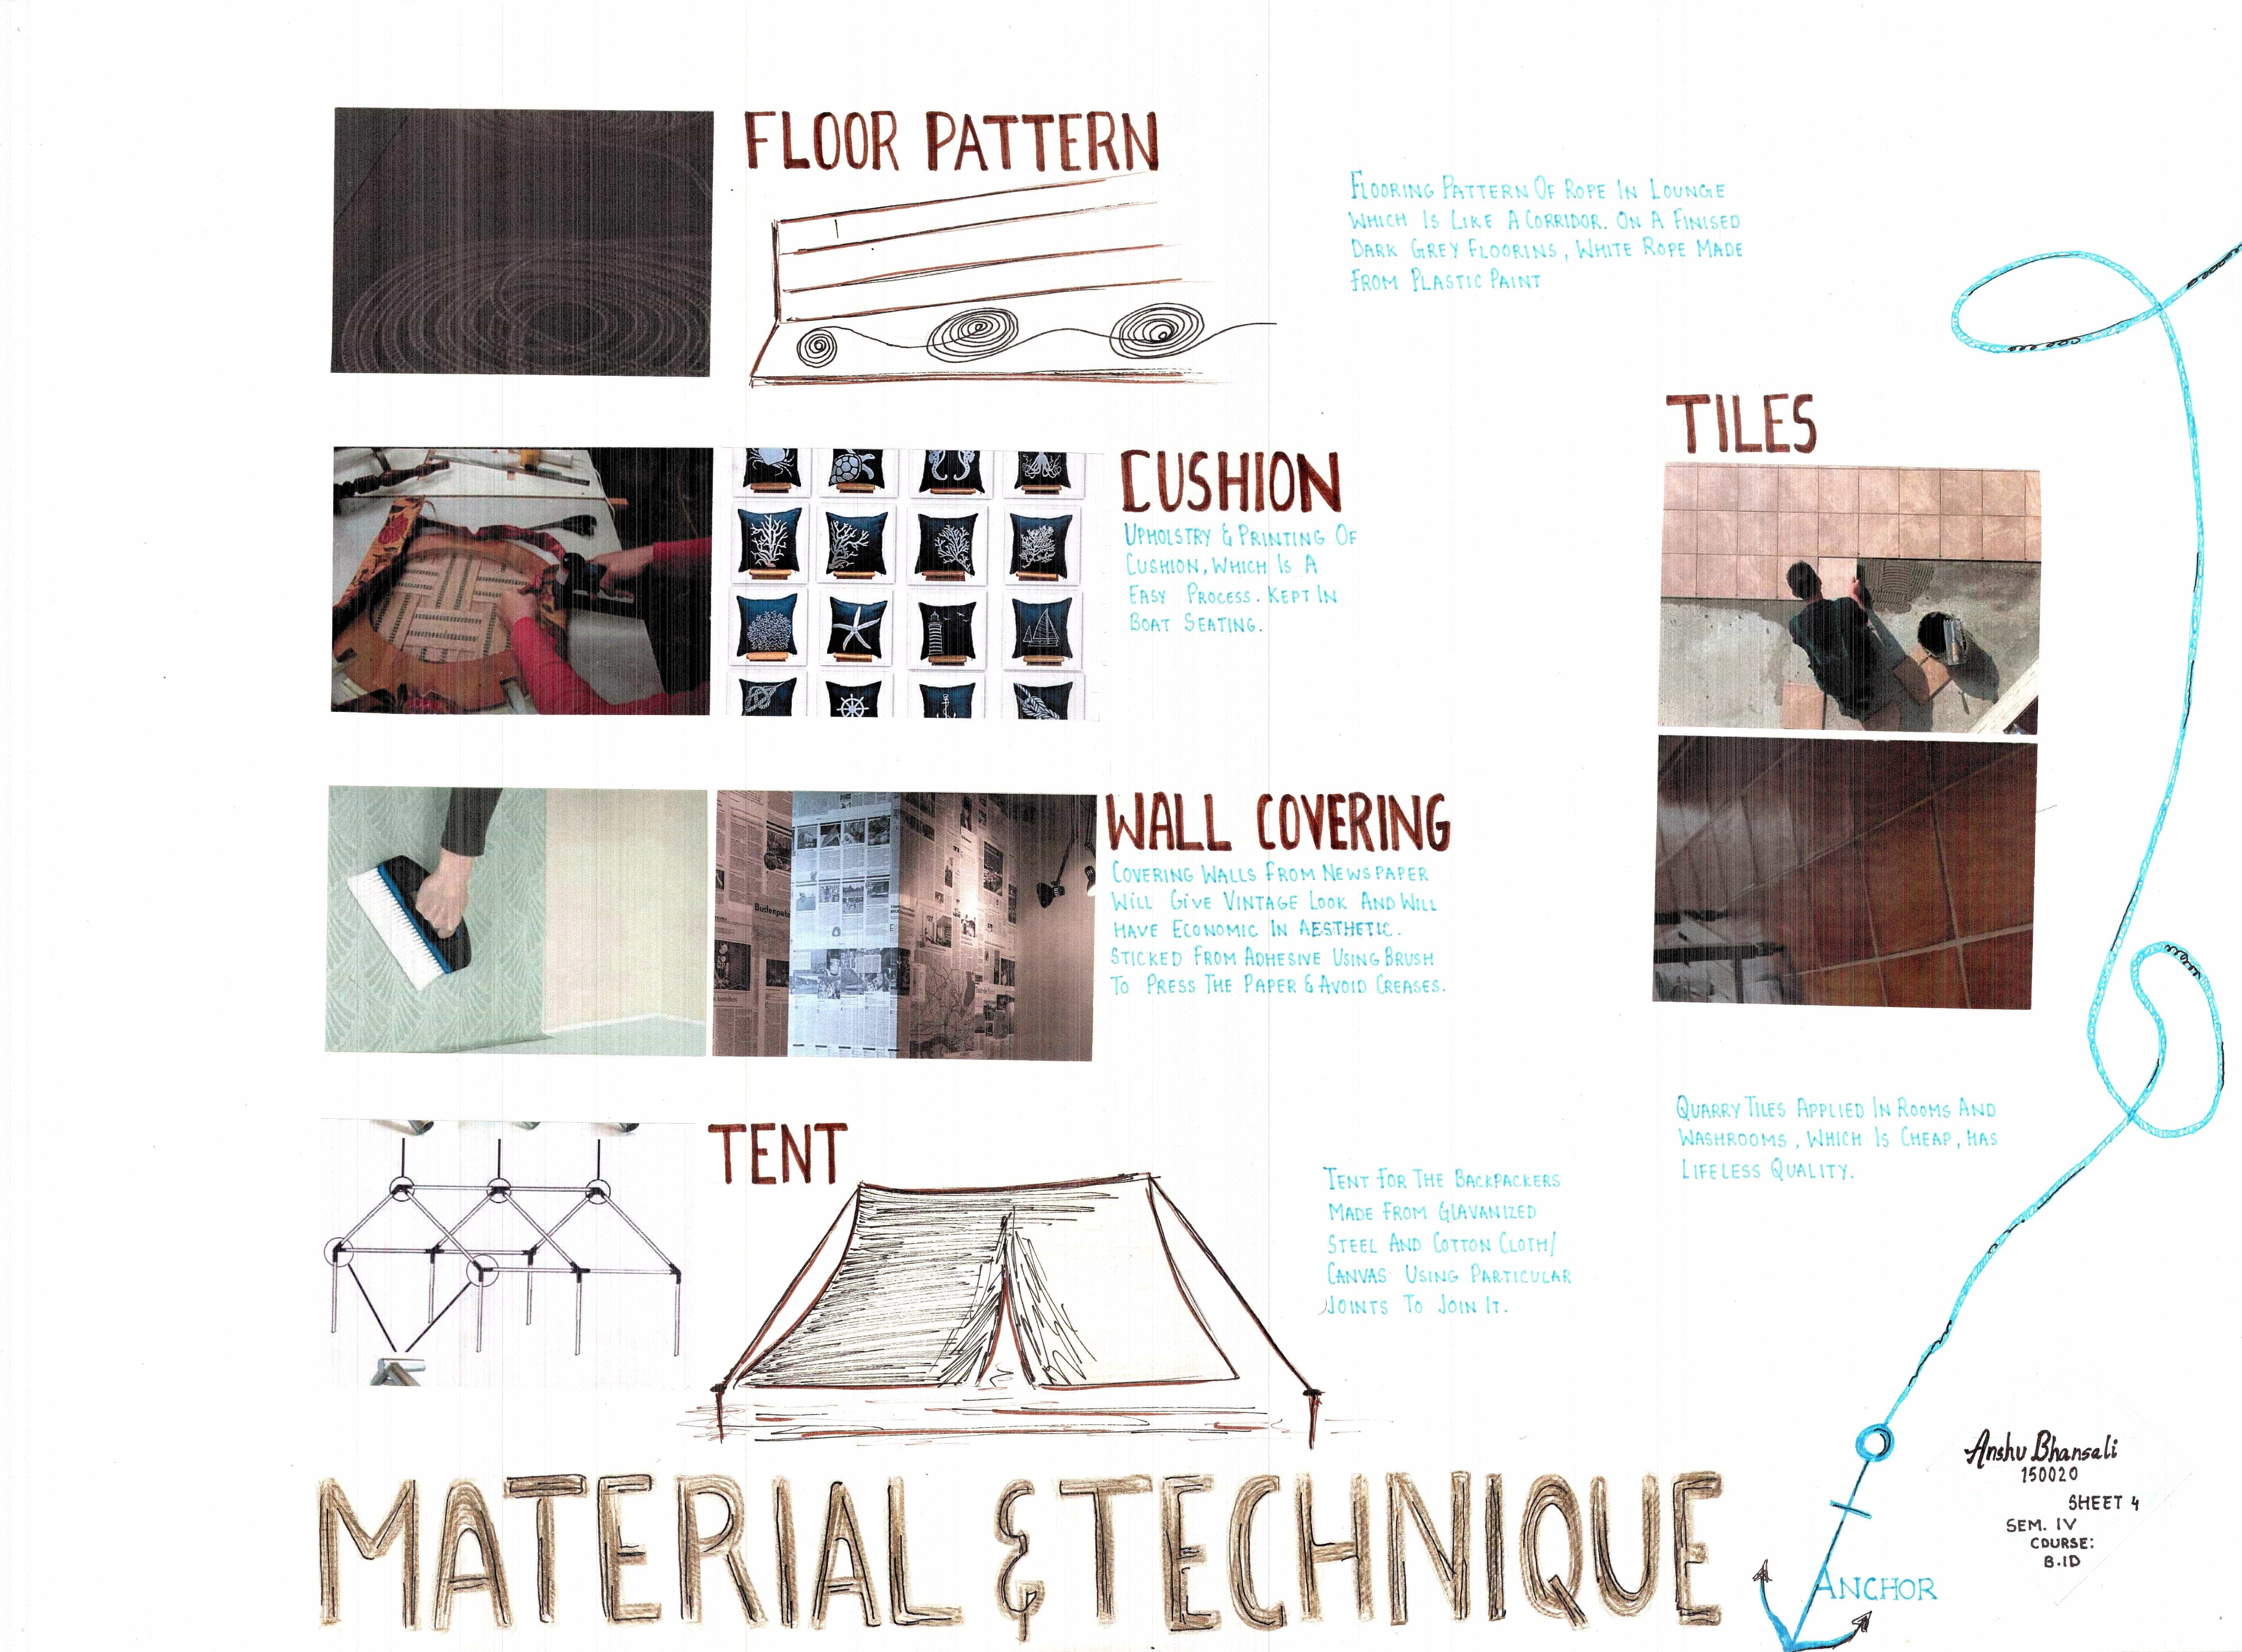 FLOOR PATTERN
FLOORING PATTERN OF ROPE IN LOUNGE
WHICH IS LIKE A CORRIDOR. ON A FINISED
DARK GREY FLOORINS, WHITE ROPE MADE
FROM PLASTIC PAINT
CUSHION
UPHOLSTRY & PRINTING OF
CUSHION, WHICH IS A
EASY PROCESS. KEPT IN
BOAT SEATING.
TILES
WALL COVERING
COVERING WALLS FROM NEWSPAPER
WILL GIVE VINTAGE LOOK AND WILL
HAVE ECONOMIC IN AESTHETIC.
STICKED FROM ADHESIVE USING BRUSH
TO PRESS THE PAPER & AVOID CREASES.
QUARRY TILES APPLIED IN ROOMS AND
WASHROOMS, WHICH IS CHEAP, HAS
LIFELESS QUALITY.
TENT
TENT FOR THE BACKPACKERS
MADE FROM GLAVANIZED
STEEL AND COTTON CLOTH/
CANVAS USING PARTICULAR
JOINTS TO JOIN IT.
MATERIAL & TECHNIQUE
ANCHOR
Anshu Bhansali
150020
SHEET 4
SEM. IV
COURSE:
B.ID